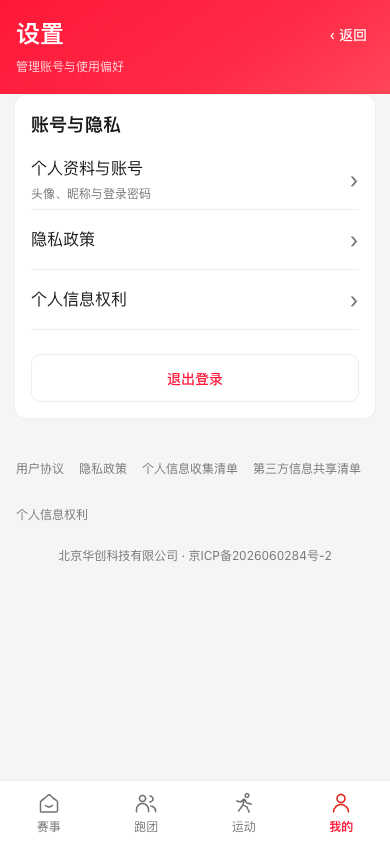 设置
‹ 返回
管理账号与使用偏好
账号与隐私
个人资料与账号
头像、昵称与登录密码
隐私政策
个人信息权利
退出登录
用户协议 隐私政策 个人信息收集清单 第三方信息共享清单
个人信息权利
北京华创科技有限公司 · 京ICP备2026060284号-2
赛事 跑团 运动 我的